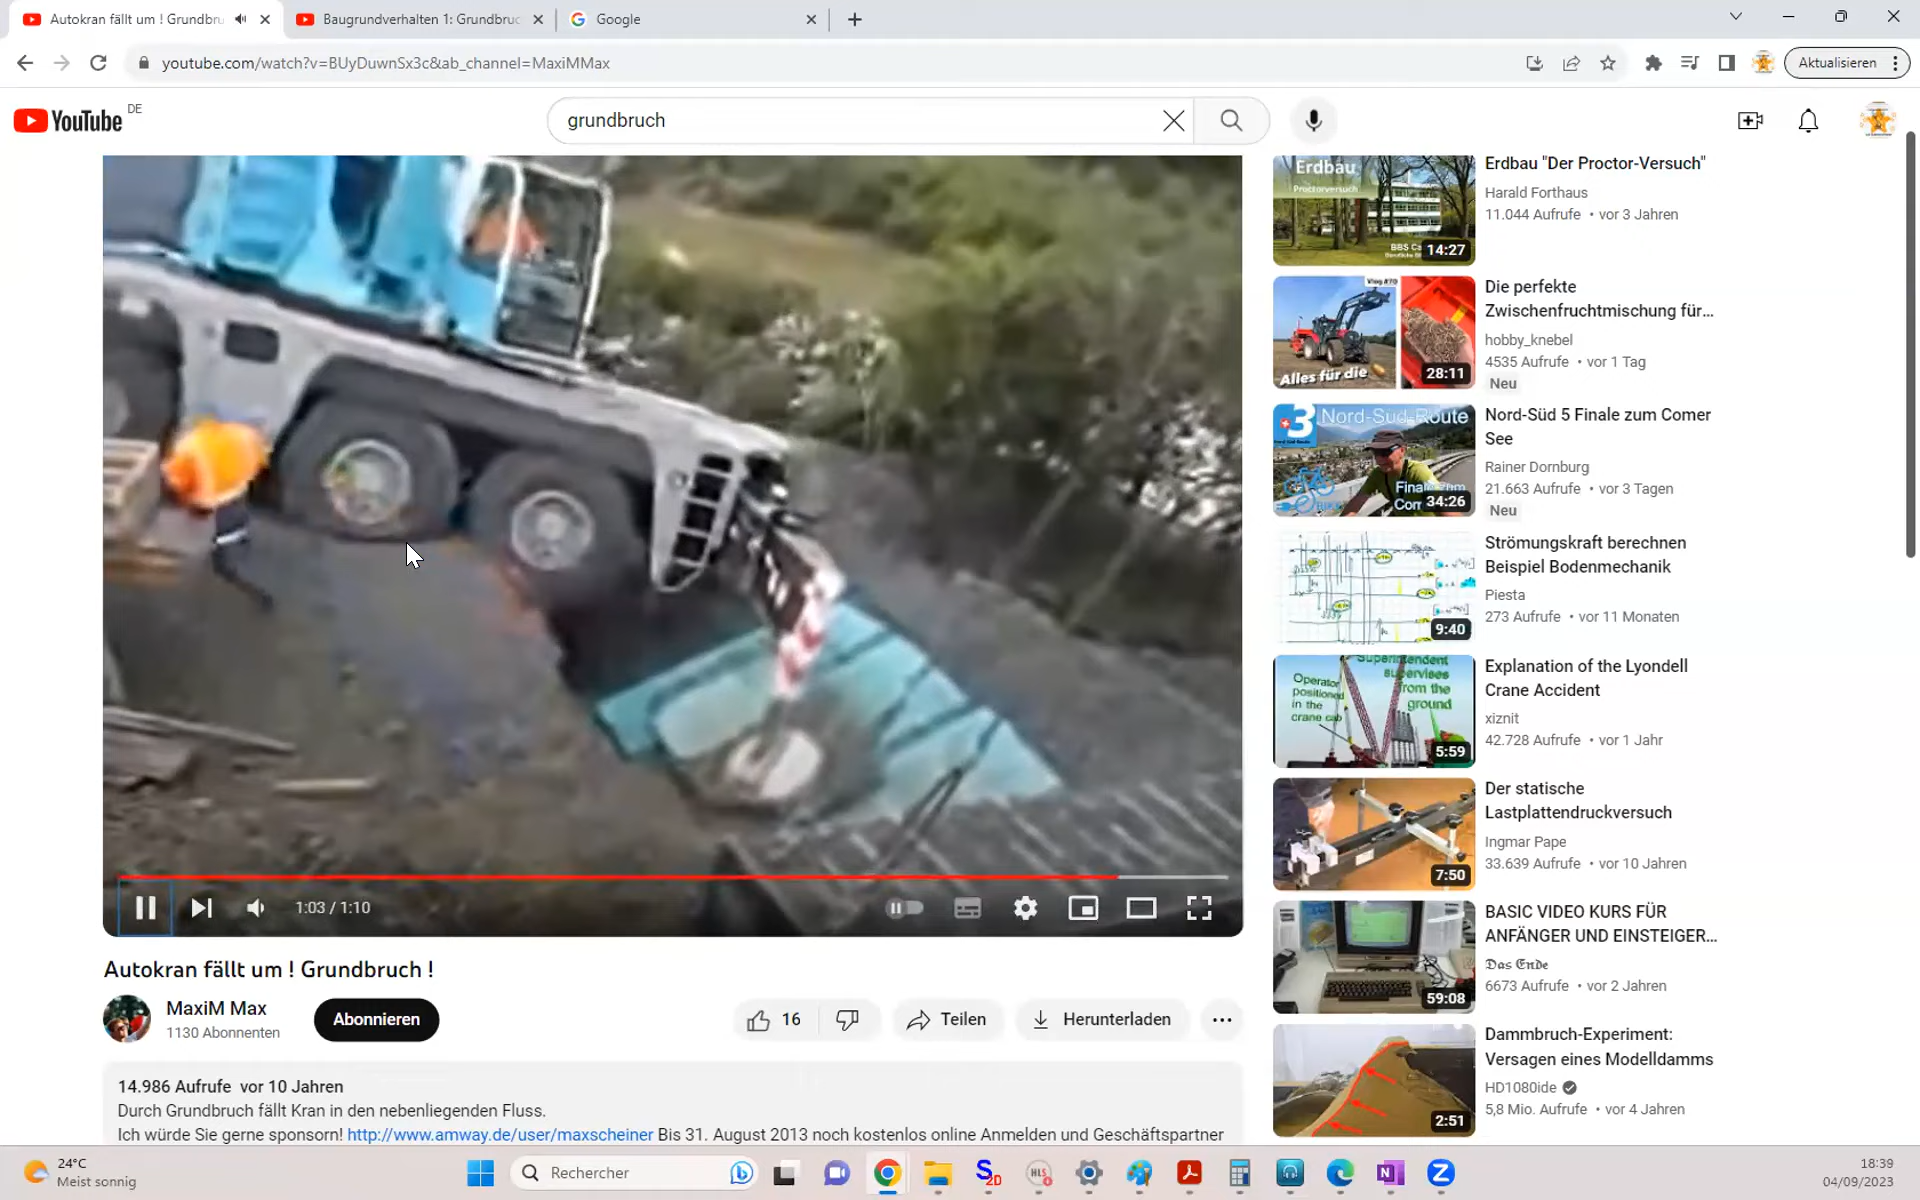 Autokran fällt um ! Grundbru
Baugrundverhalten 1: Grundbruc
Google
youtube.com/watch?v=BUyDuwnSx3c&ab_channel=MaxiMMax
Aktualisieren
YouTube DE
grundbruch
1:03 / 1:10
Autokran fällt um ! Grundbruch !
MaxiM Max
1130 Abonnenten
Abonnieren
16
Teilen
Herunterladen
14.986 Aufrufe vor 10 Jahren
Durch Grundbruch fällt Kran in den nebenliegenden Fluss.
Ich würde Sie gerne sponsorn! http://www.amway.de/user/maxscheiner Bis 31. August 2013 noch kostenlos online Anmelden und Geschäftspartner
Erdbau
Proctorversuch
14:27
Erdbau "Der Proctor-Versuch"
Harald Forthaus
11.044 Aufrufe • vor 3 Jahren
Vlog #70
Alles für die
28:11
Die perfekte
Zwischenfruchtmischung für...
hobby_knebel
4535 Aufrufe • vor 1 Tag
Neu
3 Nord-Süd-Route
34:26
Nord-Süd 5 Finale zum Comer
See
Rainer Dornburg
21.663 Aufrufe • vor 3 Tagen
Neu
9:40
Strömungskraft berechnen
Beispiel Bodenmechanik
Piesta
273 Aufrufe • vor 11 Monaten
Superintendent
supervises
from the
ground
Operator
positioned
in the
crane cab
5:59
Explanation of the Lyondell
Crane Accident
xiznit
42.728 Aufrufe • vor 1 Jahr
7:50
Der statische
Lastplattendruckversuch
Ingmar Pape
33.639 Aufrufe • vor 10 Jahren
59:08
BASIC VIDEO KURS FÜR
ANFÄNGER UND EINSTEIGER...
𝕯𝖆𝖘 𝕰𝖓𝖉𝖊
6673 Aufrufe • vor 2 Jahren
2:51
Dammbruch-Experiment:
Versagen eines Modelldamms
HD1080ide
5,8 Mio. Aufrufe • vor 4 Jahren
24°C
Meist sonnig
Rechercher
18:39
04/09/2023